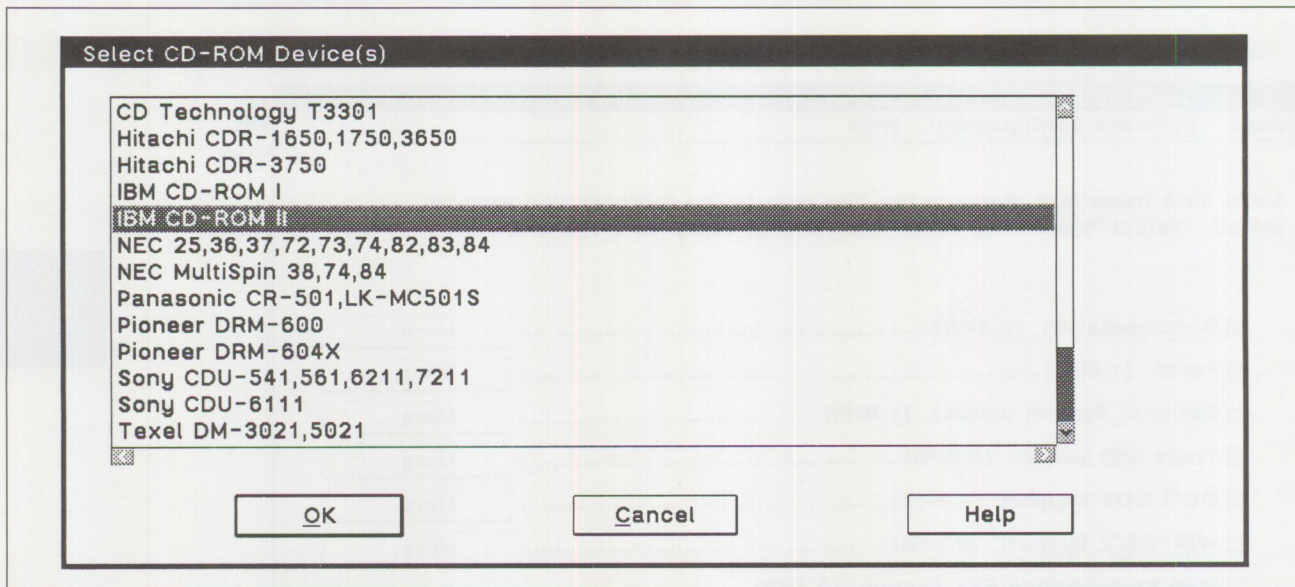 Select CD-ROM Device(s)
CD Technology T3301
Hitachi CDR-1650,1750,3650
Hitachi CDR-3750
IBM CD-ROM I
IBM CD-ROM II
NEC 25,36,37,72,73,74,82,83,84
NEC MultiSpin 38,74,84
Panasonic CR-501,LK-MC501S
Pioneer DRM-600
Pioneer DRM-604X
Sony CDU-541,561,6211,7211
Sony CDU-6111
Texel DM-3021,5021
OK Cancel Help